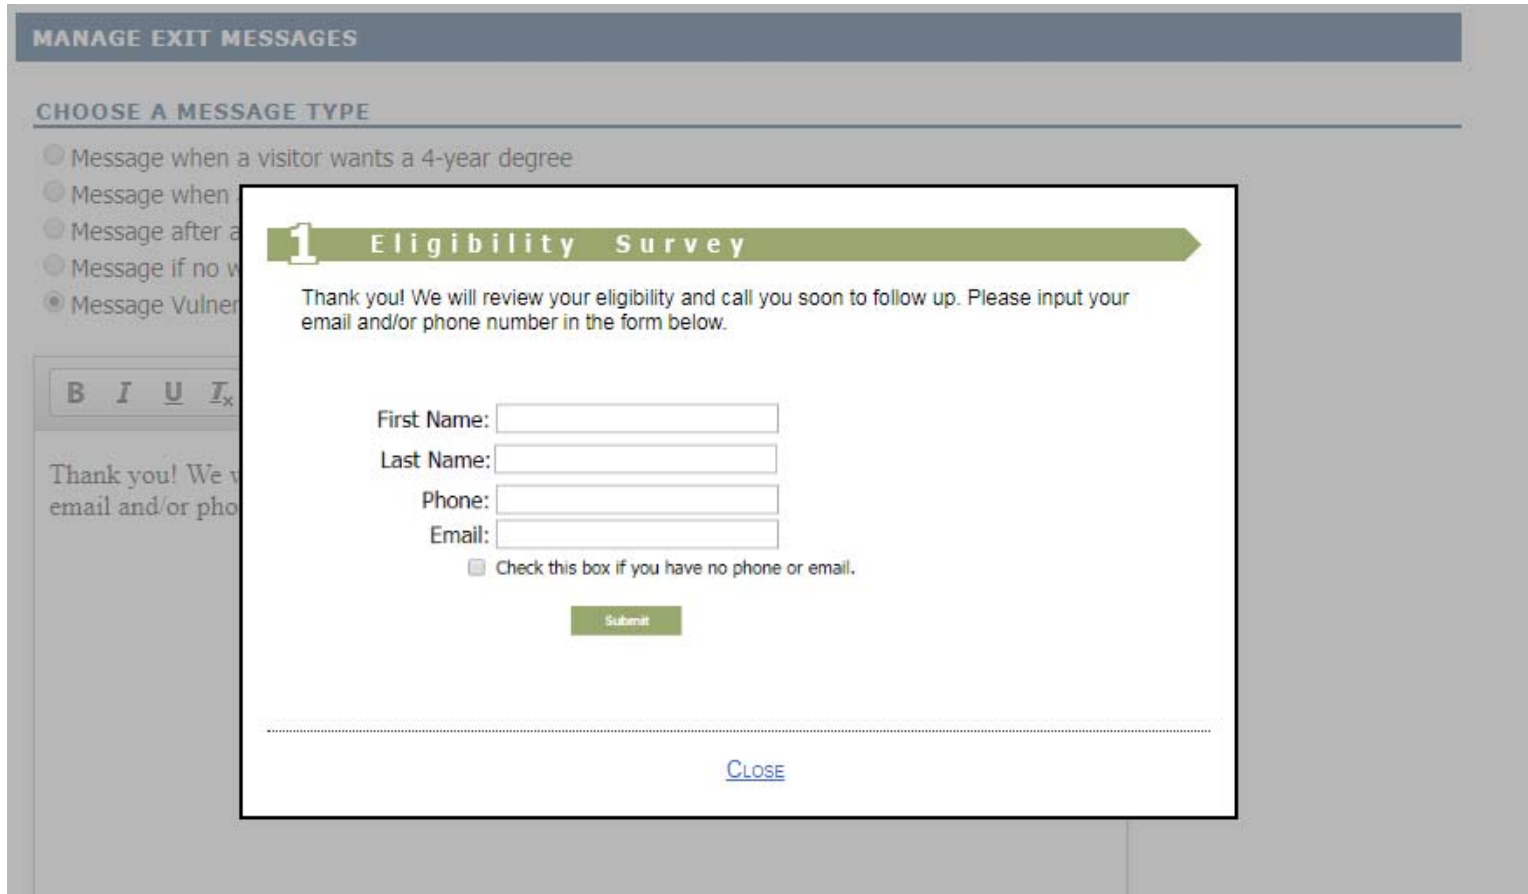 MANAGE EXIT MESSAGES
CHOOSE A MESSAGE TYPE
Message when a visitor wants a 4-year degree
Message when
Message after a
Message if no
Message
1 Eligibility Survey
Thank you! We will review your eligibility and call you soon to follow up. Please input your
email and/or phone number in the form below.
B I U Tx
Thank you! We
email and/or
First Name:
Last Name:
Phone:
Email:
Check this box if you have no phone or email.
Submit
CLOSE